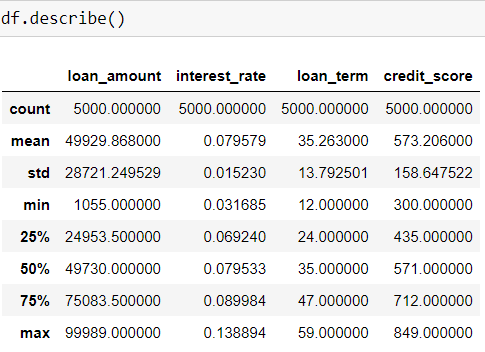 df.describe()
loan_amount interest_rate loan_term credit_score
count 5000.000000 5000.000000 5000.000000 5000.000000
mean 49929.868000 0.079579 35.263000 573.206000
std 28721.249529 0.015230 13.792501 158.647522
min 1055.000000 0.031685 12.000000 300.000000
25% 24953.500000 0.069240 24.000000 435.000000
50% 49730.000000 0.079533 35.000000 571.000000
75% 75083.500000 0.089984 47.000000 712.000000
max 99989.000000 0.138894 59.000000 849.000000